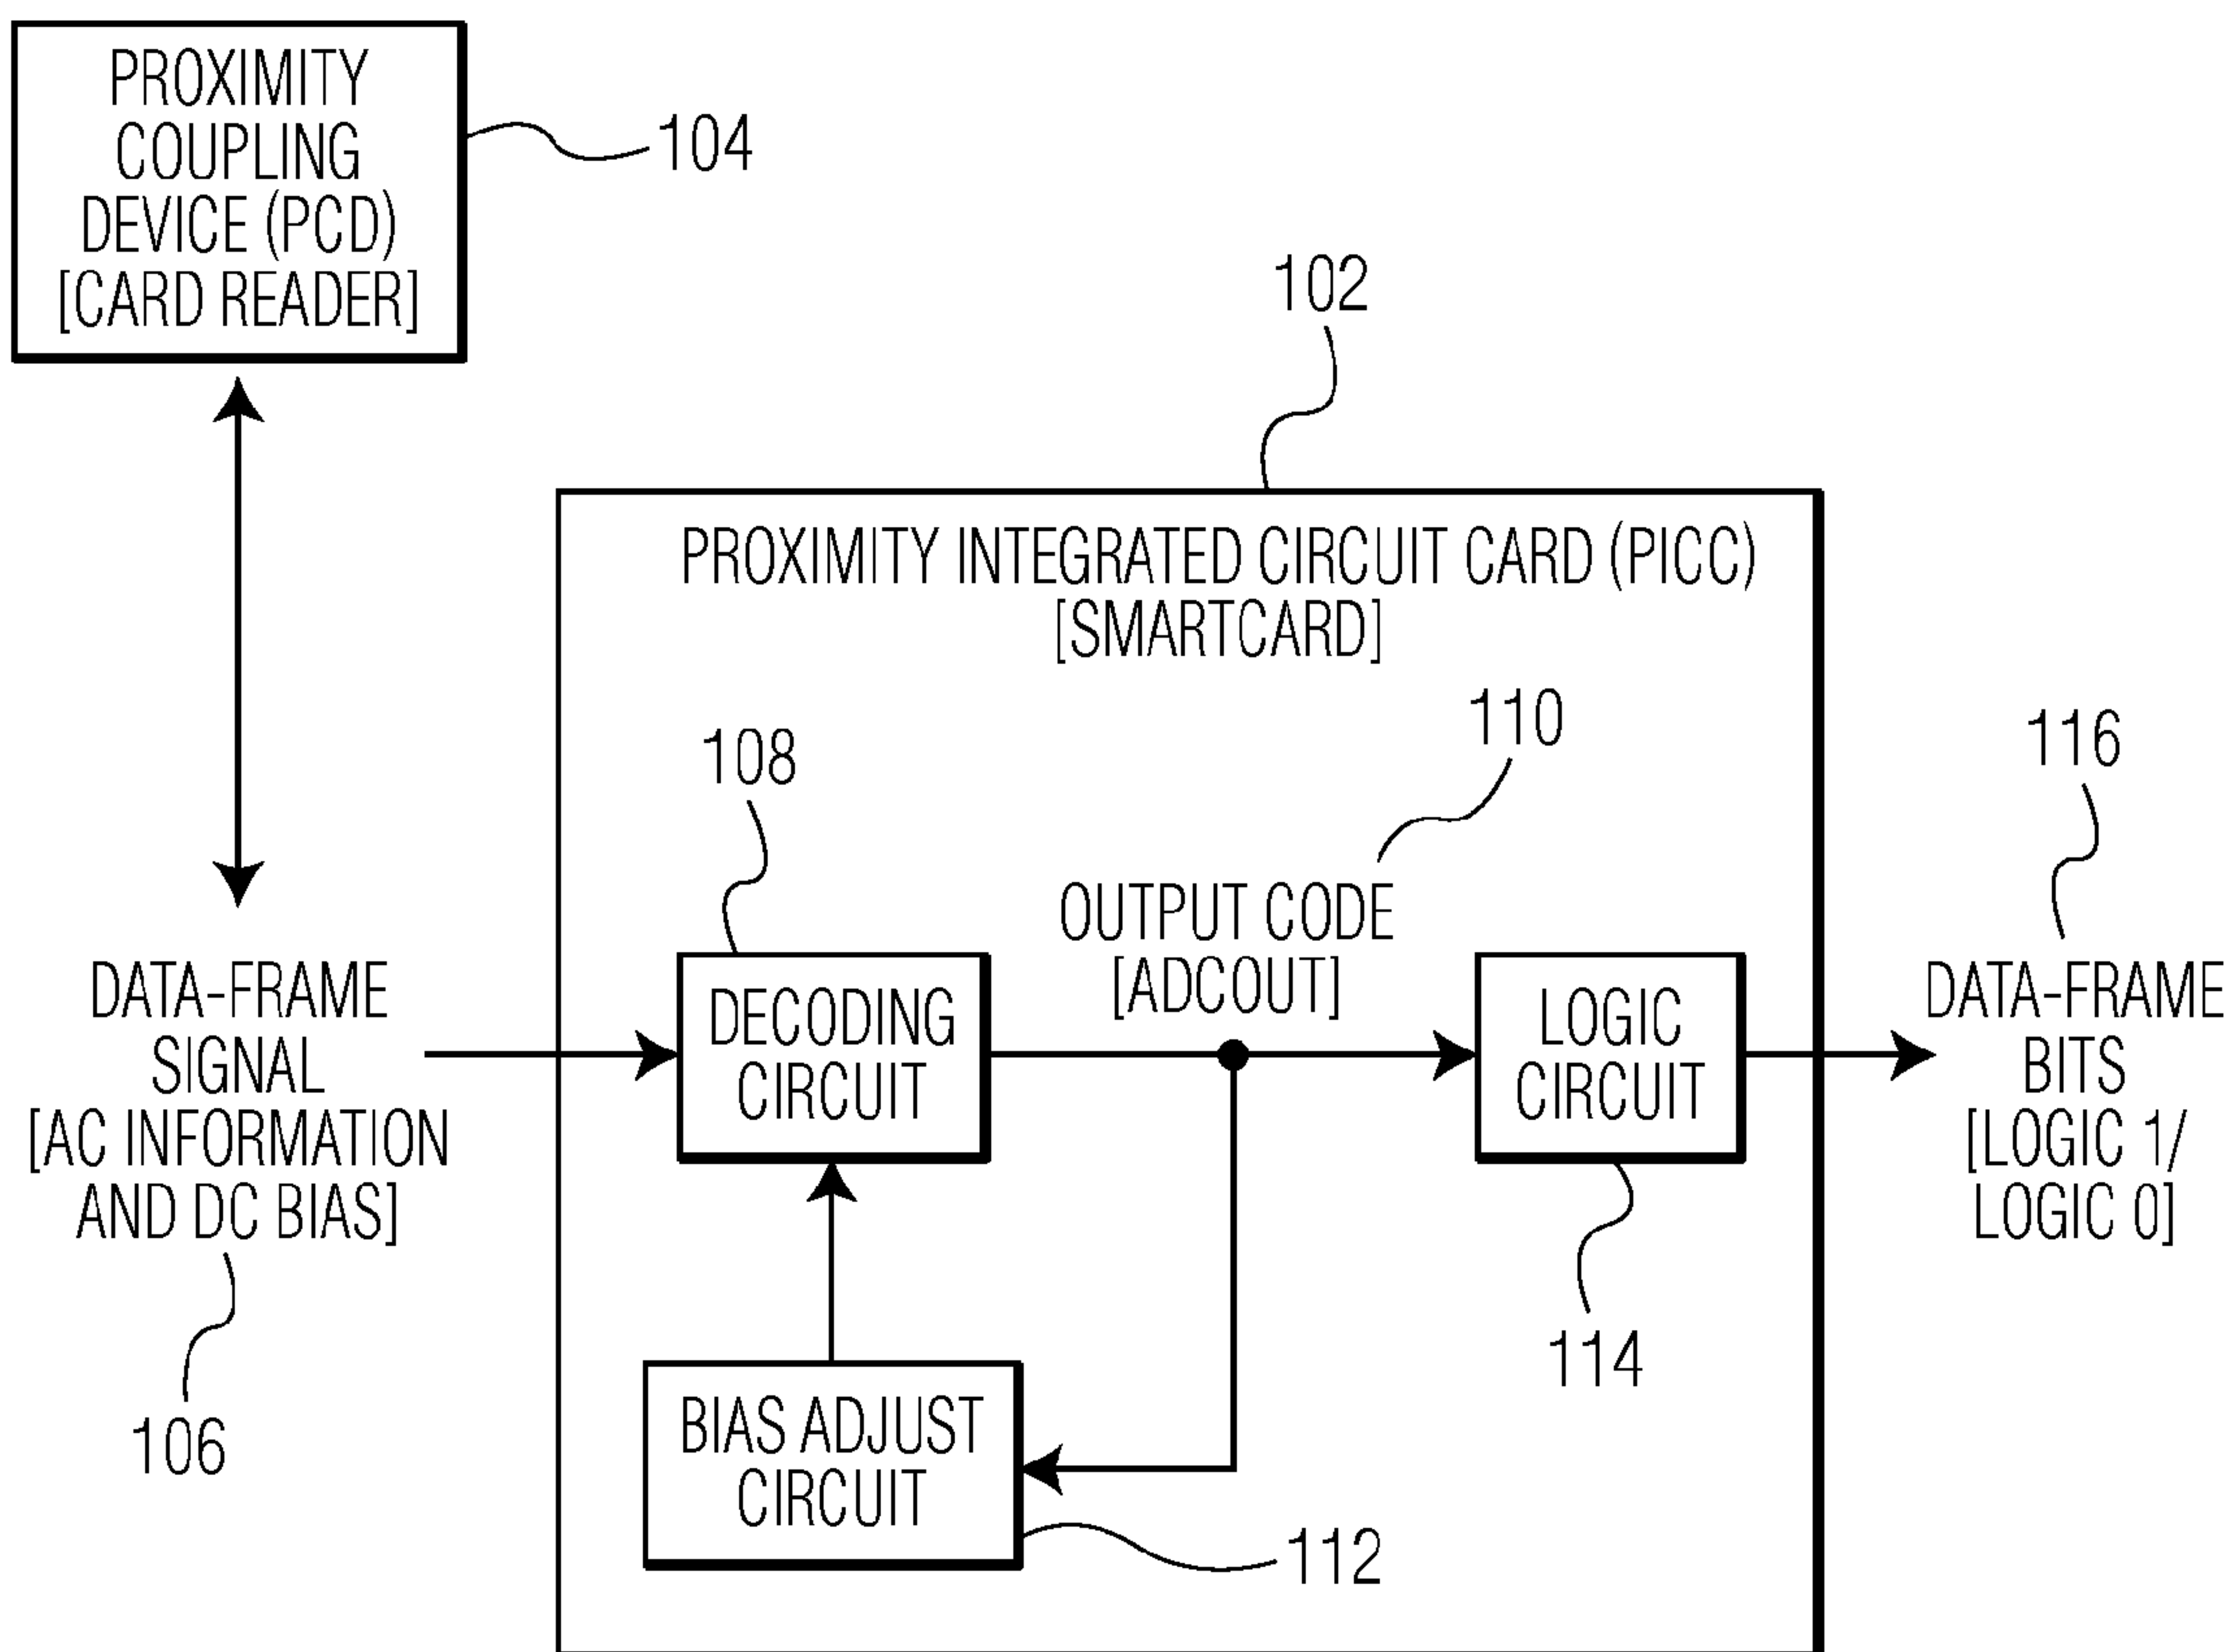 PROXIMITY
COUPLING
DEVICE (PCD)
[CARD READER]
104
102
PROXIMITY INTEGRATED CIRCUIT CARD (PICC)
[SMARTCARD]
108
110
116
OUTPUT CODE
[ADCOUT]
DATA-FRAME
SIGNAL
[AC INFORMATION
AND DC BIAS]
106
DECODING
CIRCUIT
LOGIC
CIRCUIT
114
DATA-FRAME
BITS
[LOGIC 1/
LOGIC 0]
BIAS ADJUST
CIRCUIT
112